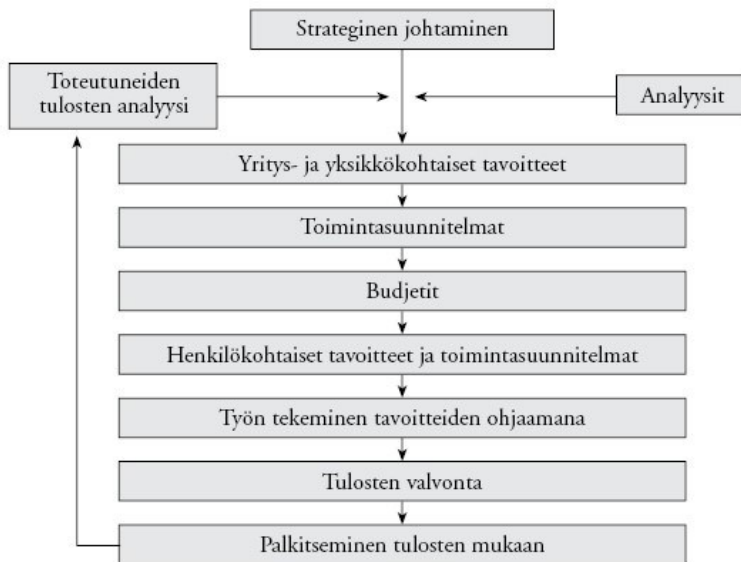 Strateginen johtaminen
Toteutuneiden
tulosten analyysi
Analyysit
Yritys- ja yksikkökohtaiset tavoitteet
Toimintasuunnitelmat
Budjetit
Henkilökohtaiset tavoitteet ja toimintasuunnitelmat
Työn tekeminen tavoitteiden ohjaamana
Tulosten valvonta
Palkitseminen tulosten mukaan